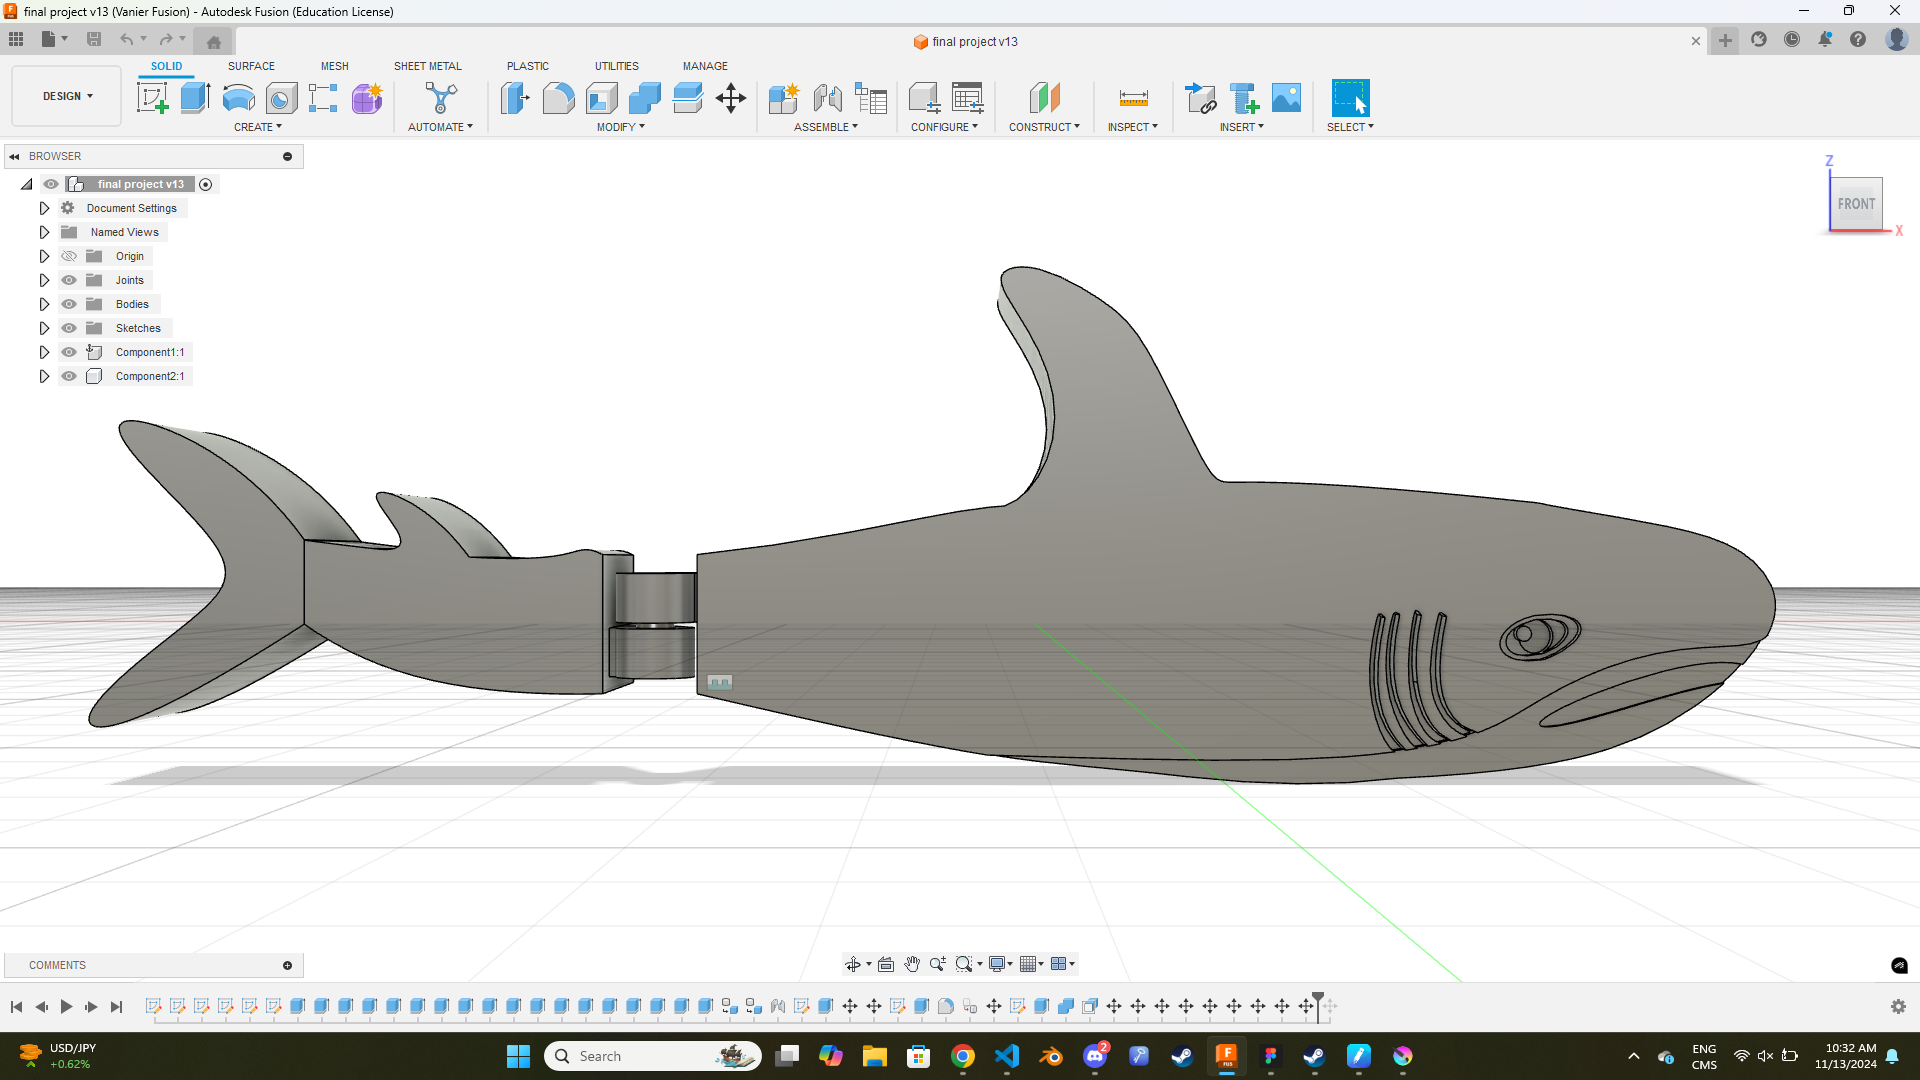 final project v13 (Vanier Fusion) - Autodesk Fusion (Education License)
final project v13
SOLID SURFACE MESH SHEET METAL PLASTIC UTILITIES MANAGE
DESIGN
CREATE AUTOMATE MODIFY ASSEMBLE CONFIGURE CONSTRUCT INSPECT INSERT SELECT
BROWSER
final project v13
Document Settings
Named Views
Origin
Joints
Bodies
Sketches
Component1:1
Component2:1
Z
FRONT
X
COMMENTS
USD/JPY
+0.62%
Search
2
F
FUS
ENG
CMS
10:32 AM
11/13/2024